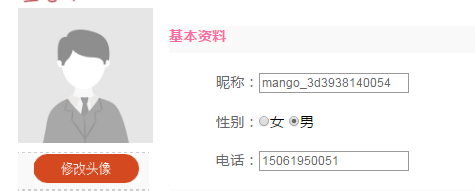 基本资料
昵称：mango_3d3938140054
性别：女 男
电话：15061950051
修改头像